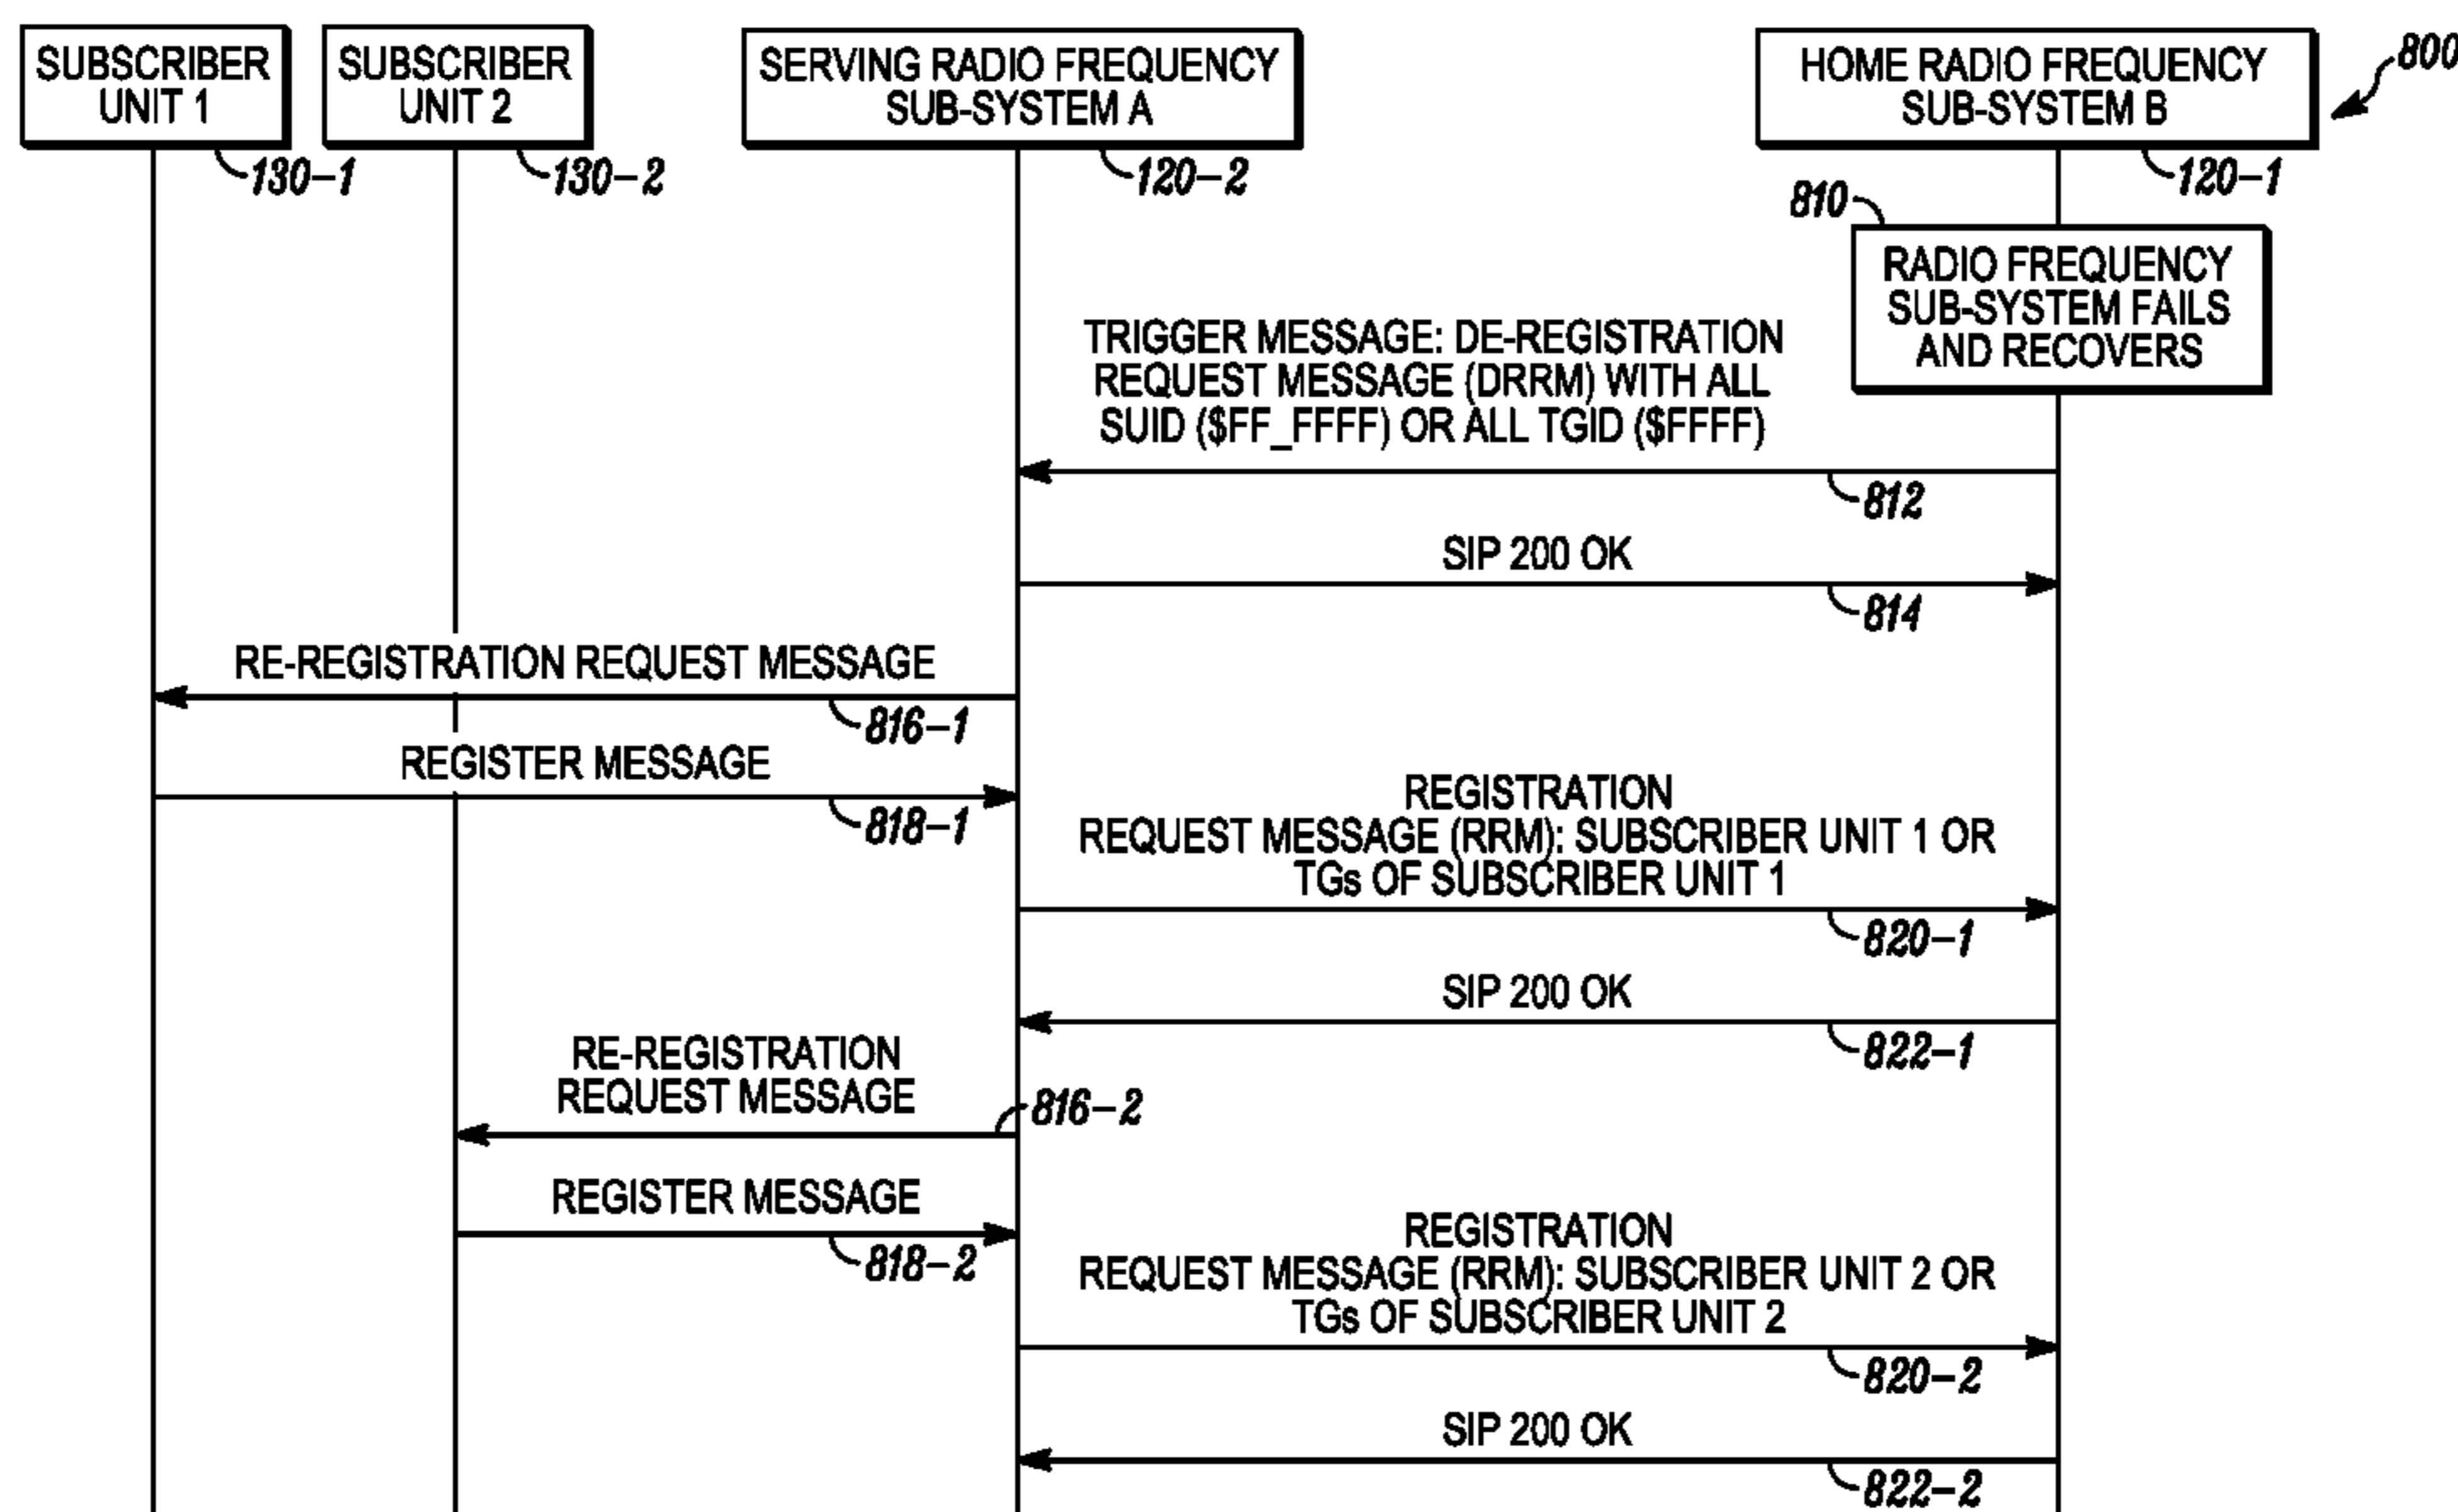 SUBSCRIBER
UNIT 1
130-1
SUBSCRIBER
UNIT 2
130-2
SERVING RADIO FREQUENCY
SUB-SYSTEM A
120-2
HOME RADIO FREQUENCY
SUB-SYSTEM B
120-1
800
810
RADIO FREQUENCY
SUB-SYSTEM FAILS
AND RECOVERS
TRIGGER MESSAGE: DE-REGISTRATION
REQUEST MESSAGE (DRRM) WITH ALL
SUID ($FF_FFFF) OR ALL TGID ($FFFF)
812
SIP 200 OK
814
RE-REGISTRATION REQUEST MESSAGE
816-1
REGISTER MESSAGE
818-1
REGISTRATION
REQUEST MESSAGE (RRM): SUBSCRIBER UNIT 1 OR
TGs OF SUBSCRIBER UNIT 1
820-1
SIP 200 OK
822-1
RE-REGISTRATION
REQUEST MESSAGE
816-2
REGISTER MESSAGE
818-2
REGISTRATION
REQUEST MESSAGE (RRM): SUBSCRIBER UNIT 2 OR
TGs OF SUBSCRIBER UNIT 2
820-2
SIP 200 OK
822-2